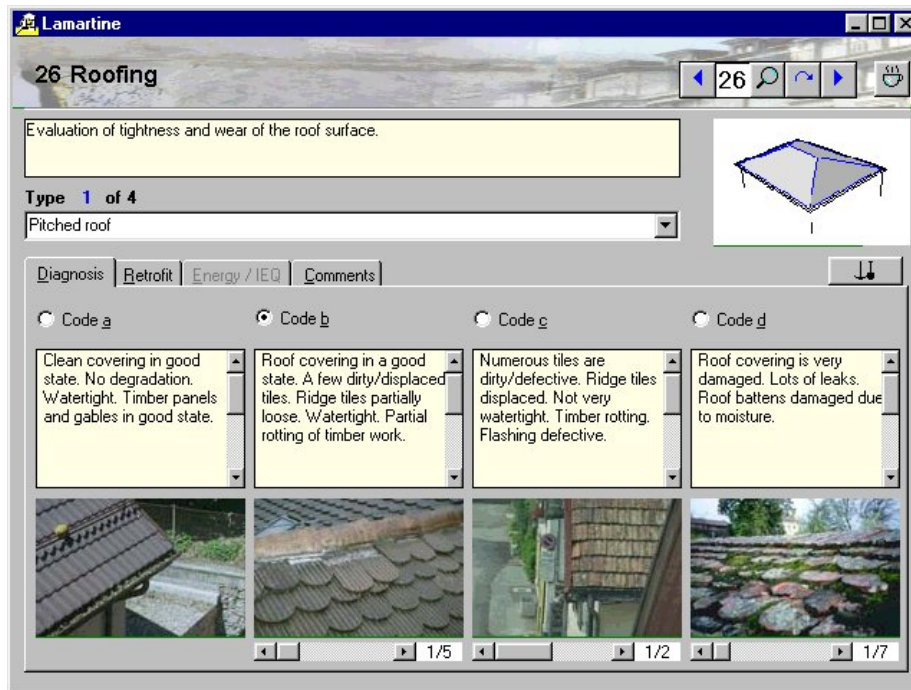 Lamartine
26 Roofing
26
Evaluation of tightness and wear of the roof surface.
Type 1 of 4
Pitched roof
Diagnosis
Retrofit
Energy / IEQ
Comments
Code a
Code b
Code c
Code d
Clean covering in good
state. No degradation.
Watertight. Timber panels
and gables in good state.
Roof covering in a good
state. A few dirty/displaced
tiles. Ridge tiles partially
loose. Watertight. Partial
rotting of timber work.
Numerous tiles are
dirty/defective. Ridge tiles
displaced. Not very
watertight. Timber rotting.
Flashing defective.
Roof covering is very
damaged. Lots of leaks.
Roof battens damaged due
to moisture.
1/5
1/2
1/7